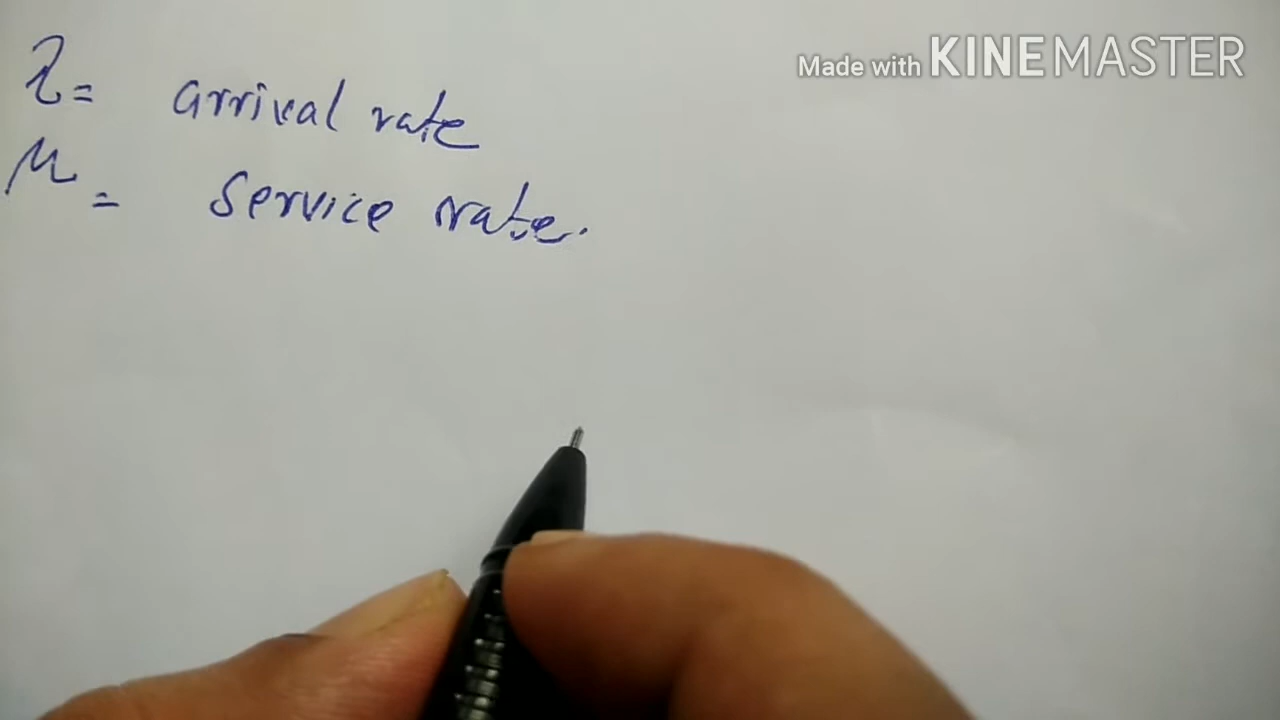 Made with KINEMASTER
λ = arrival rate
μ = service rate.